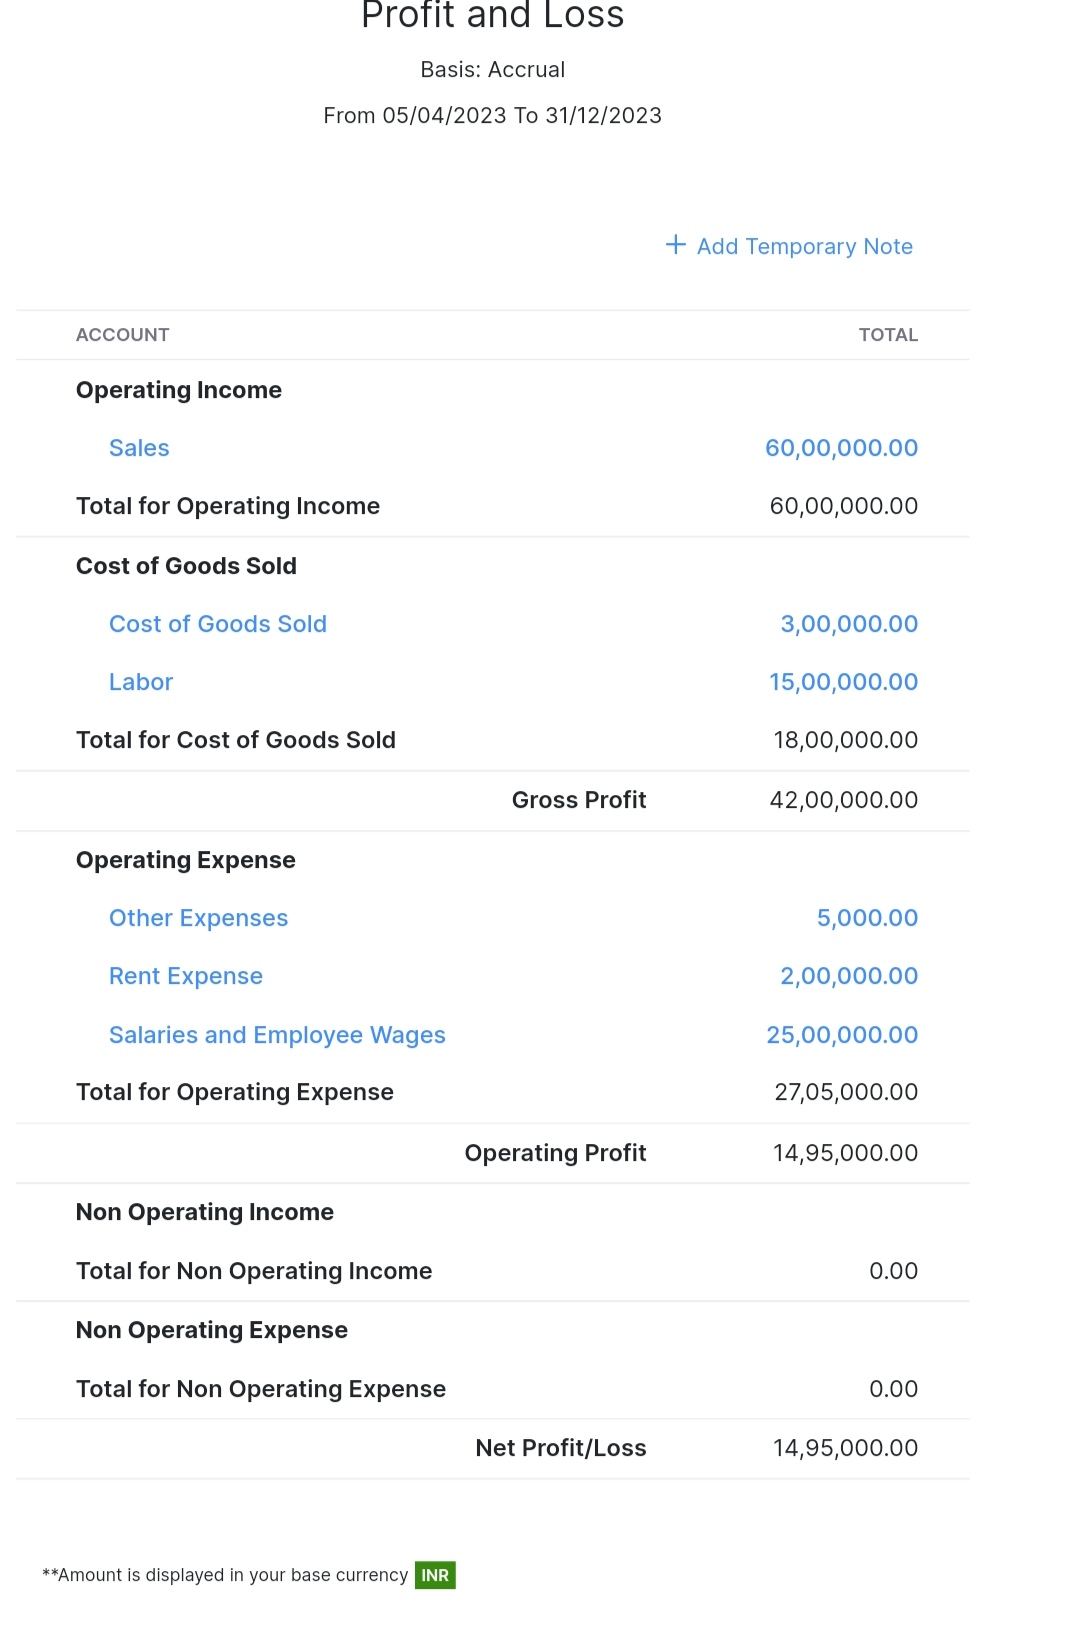 Profit and Loss
Basis: Accrual
From 05/04/2023 To 31/12/2023
+ Add Temporary Note
ACCOUNT TOTAL
Operating Income
Sales 60,00,000.00
Total for Operating Income 60,00,000.00
Cost of Goods Sold
Cost of Goods Sold 3,00,000.00
Labor 15,00,000.00
Total for Cost of Goods Sold 18,00,000.00
Gross Profit 42,00,000.00
Operating Expense
Other Expenses 5,000.00
Rent Expense 2,00,000.00
Salaries and Employee Wages 25,00,000.00
Total for Operating Expense 27,05,000.00
Operating Profit 14,95,000.00
Non Operating Income
Total for Non Operating Income 0.00
Non Operating Expense
Total for Non Operating Expense 0.00
Net Profit/Loss 14,95,000.00
**Amount is displayed in your base currency INR